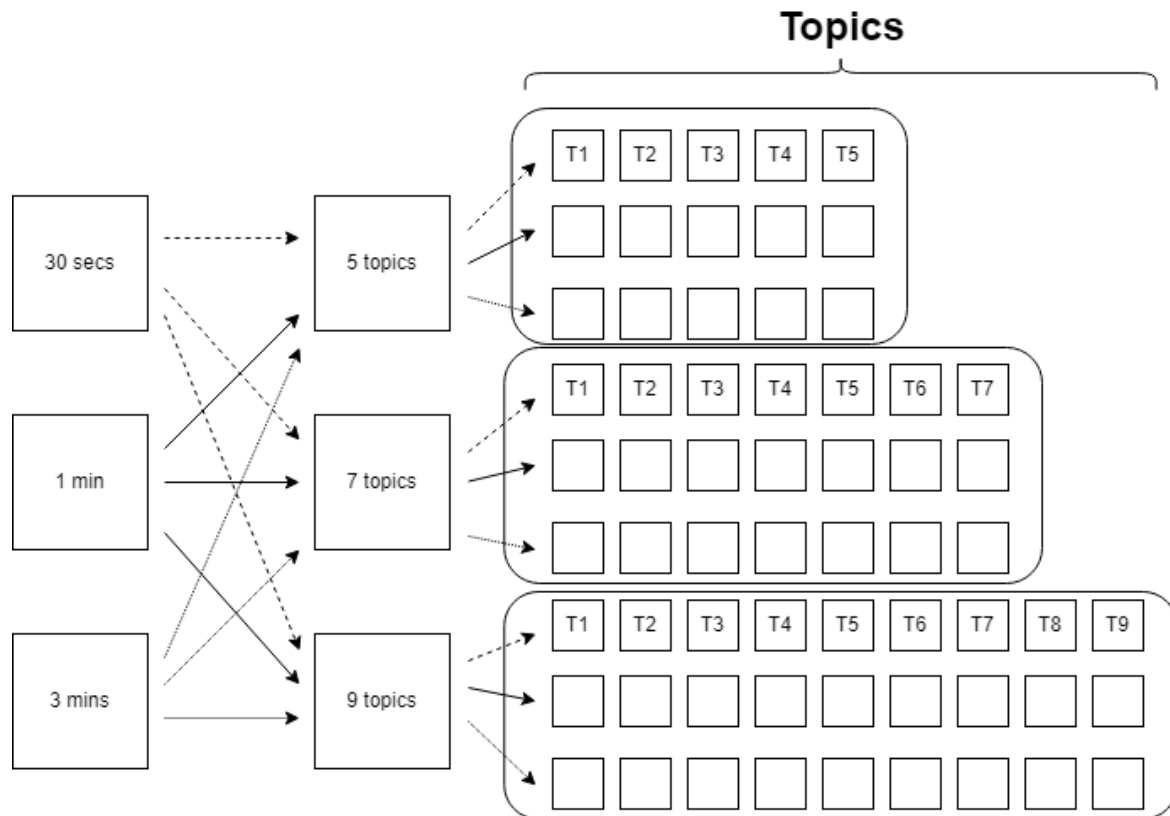 Topics
T1 T2 T3 T4 T5
30 secs
5 topics
T1 T2 T3 T4 T5 T6 T7
1 min
7 topics
T1 T2 T3 T4 T5 T6 T7 T8 T9
3 mins
9 topics